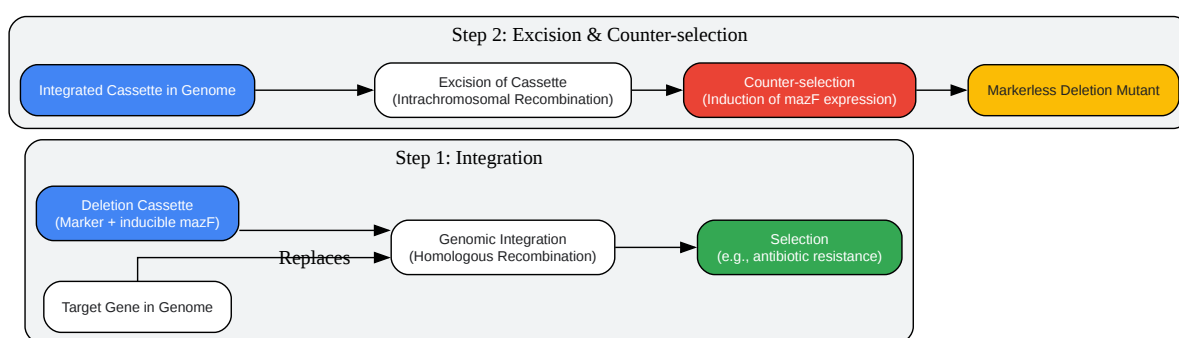 Step 2: Excision & Counter-selection
Integrated Cassette in Genome
Excision of Cassette
(Intrachromosomal Recombination)
Counter-selection
(Induction of mazF expression)
Markerless Deletion Mutant
Step 1: Integration
Deletion Cassette
(Marker + inducible mazF)
Replaces
Target Gene in Genome
Genomic Integration
(Homologous Recombination)
Selection
(e.g., antibiotic resistance)